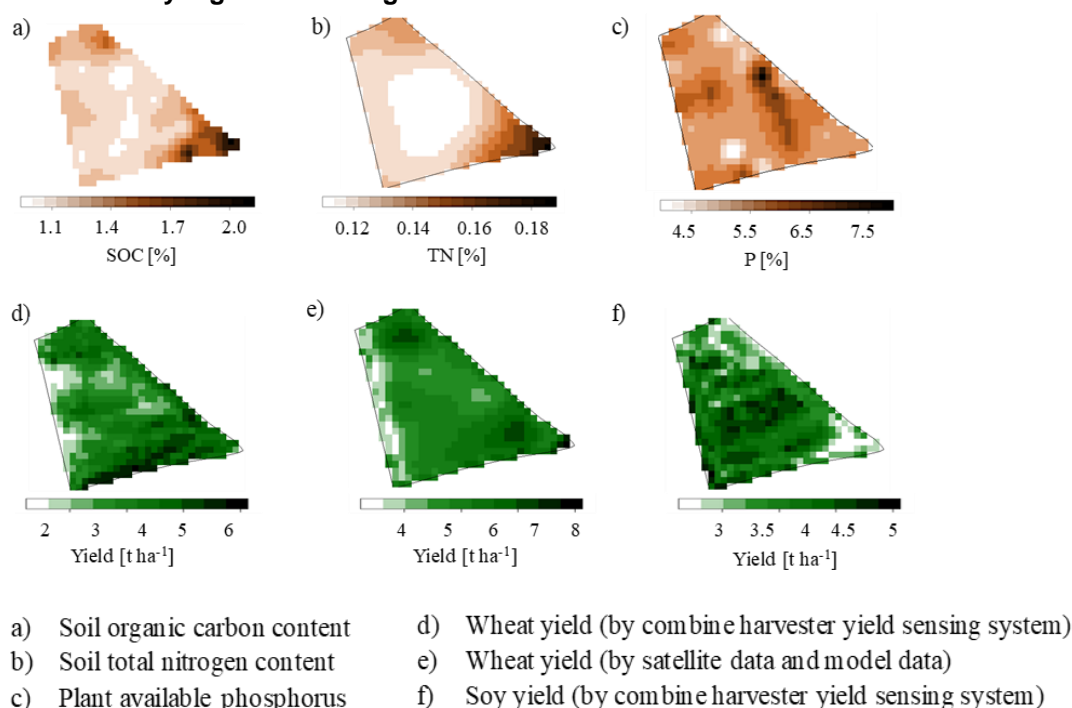 a)
b)
c)
1.1 1.4 1.7 2.0
SOC [%]
0.12 0.14 0.16 0.18
TN [%]
4.5 5.5 6.5 7.5
P [%]
d)
e)
f)
2 3 4 5 6
Yield [t ha-1]
4 5 6 7 8
Yield [t ha-1]
3 3.5 4 4.5 5
Yield [t ha-1]
a) Soil organic carbon content
b) Soil total nitrogen content
c) Plant available phosphorus
d) Wheat yield (by combine harvester yield sensing system)
e) Wheat yield (by satellite data and model data)
f) Soy yield (by combine harvester yield sensing system)